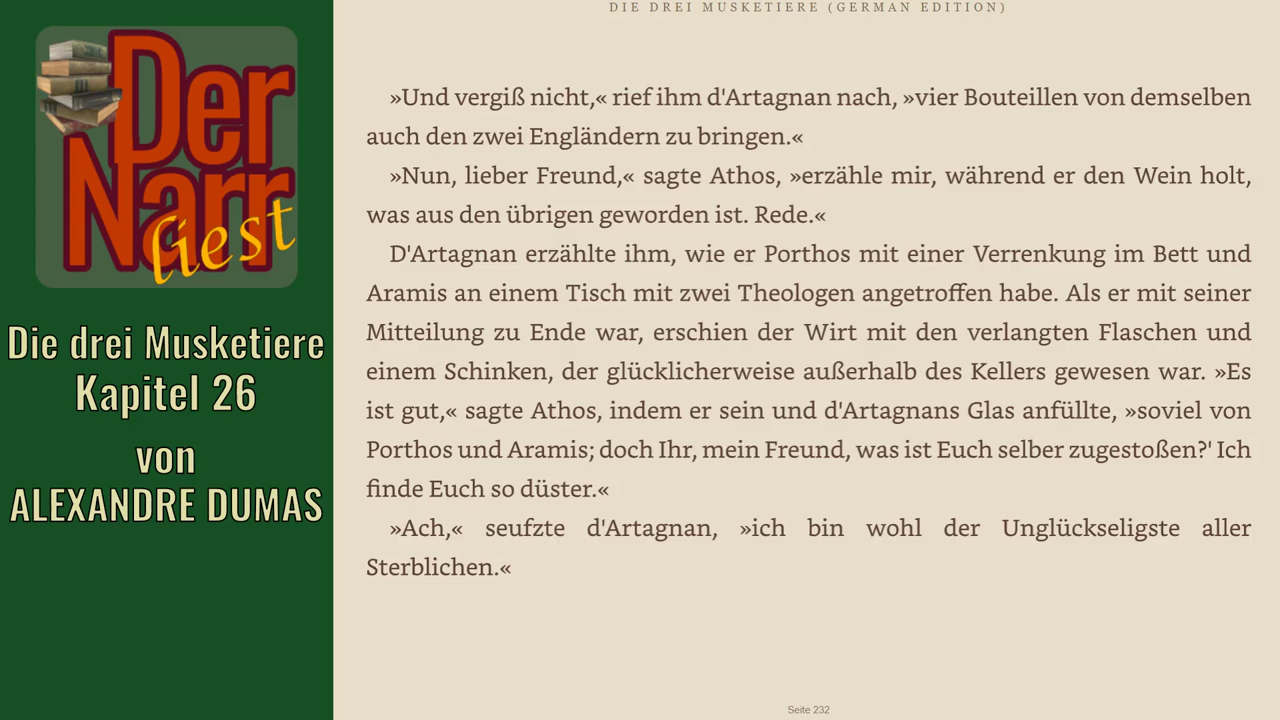 Der
Narr
liest
Die drei Musketiere
Kapitel 26
von
ALEXANDRE DUMAS
DIE DREI MUSKETIERE (GERMAN EDITION)
»Und vergiß nicht,« rief ihm d'Artagnan nach, »vier Bouteillen von demselben
auch den zwei Engländern zu bringen.«
»Nun, lieber Freund,« sagte Athos, »erzähle mir, während er den Wein holt,
was aus den übrigen geworden ist. Rede.«
D'Artagnan erzählte ihm, wie er Porthos mit einer Verrenkung im Bett und
Aramis an einem Tisch mit zwei Theologen angetroffen habe. Als er mit seiner
Mitteilung zu Ende war, erschien der Wirt mit den verlangten Flaschen und
einem Schinken, der glücklicherweise außerhalb des Kellers gewesen war. »Es
ist gut,« sagte Athos, indem er sein und d'Artagnans Glas anfüllte, »soviel von
Porthos und Aramis; doch Ihr, mein Freund, was ist Euch selber zugestoßen?' Ich
finde Euch so düster.«
»Ach,« seufzte d'Artagnan, »ich bin wohl der Unglückseligste aller
Sterblichen.«
Seite 232